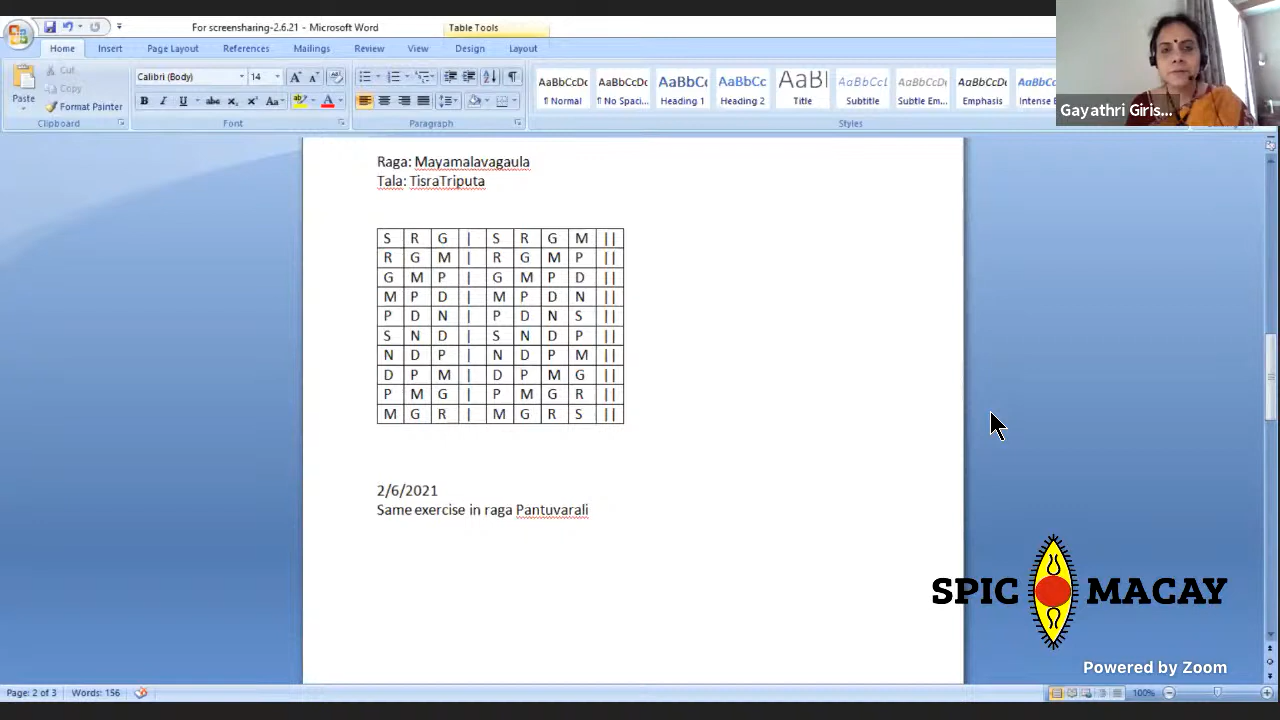 For screensharing-2.6.21 - Microsoft Word
Table Tools
Home Insert Page Layout References Mailings Review View Design Layout
Paste
Cut
Copy
Format Painter
Clipboard
Calibri (Body) 14
Font
Paragraph
AaBbCcDc AaBbCcDc AaBbC AaBbCc AaBl AaBbCcL AaBbCcDc AaBbCcDc AaBbCcDc
¶ Normal ¶ No Spaci... Heading 1 Heading 2 Title Subtitle Subtle Em... Emphasis Intense E
Styles
Gayathri Giris...
Raga: Mayamalavagaula
Tala: TisraTriputa
S R G | S R G M ||
R G M | R G M P ||
G M P | G M P D ||
M P D | M P D N ||
P D N | P D N S ||
S N D | S N D P ||
N D P | N D P M ||
D P M | D P M G ||
P M G | P M G R ||
M G R | M G R S ||
2/6/2021
Same exercise in raga Pantuvarali
SPIC MACAY
Powered by Zoom
Page: 2 of 3 Words: 156
100%